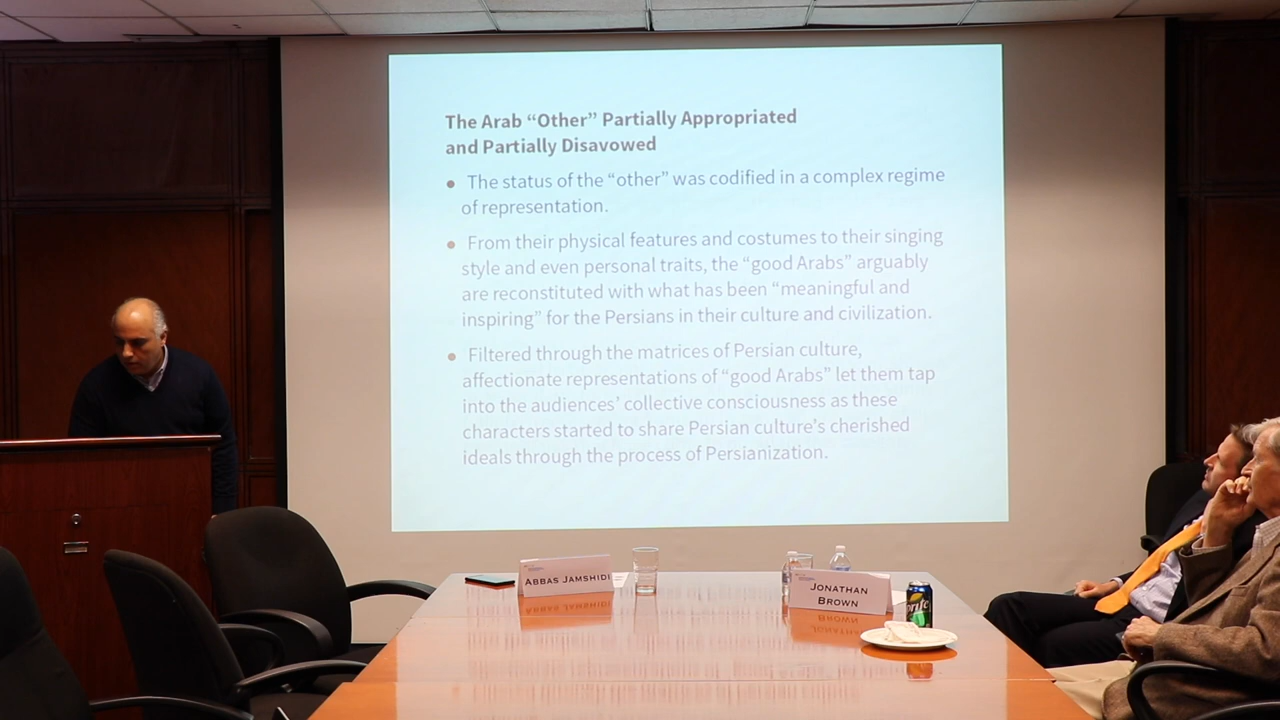 The Arab “Other” Partially Appropriated
and Partially Disavowed
• The status of the “other” was codified in a complex regime
of representation.
• From their physical features and costumes to their singing
style and even personal traits, the “good Arabs” arguably
are reconstituted with what has been “meaningful and
inspiring” for the Persians in their culture and civilization.
• Filtered through the matrices of Persian culture,
affectionate representations of “good Arabs” let them tap
into the audiences’ collective consciousness as these
characters started to share Persian culture’s cherished
ideals through the process of Persianization.
ABBAS JAMSHIDI
JONATHAN
BROWN